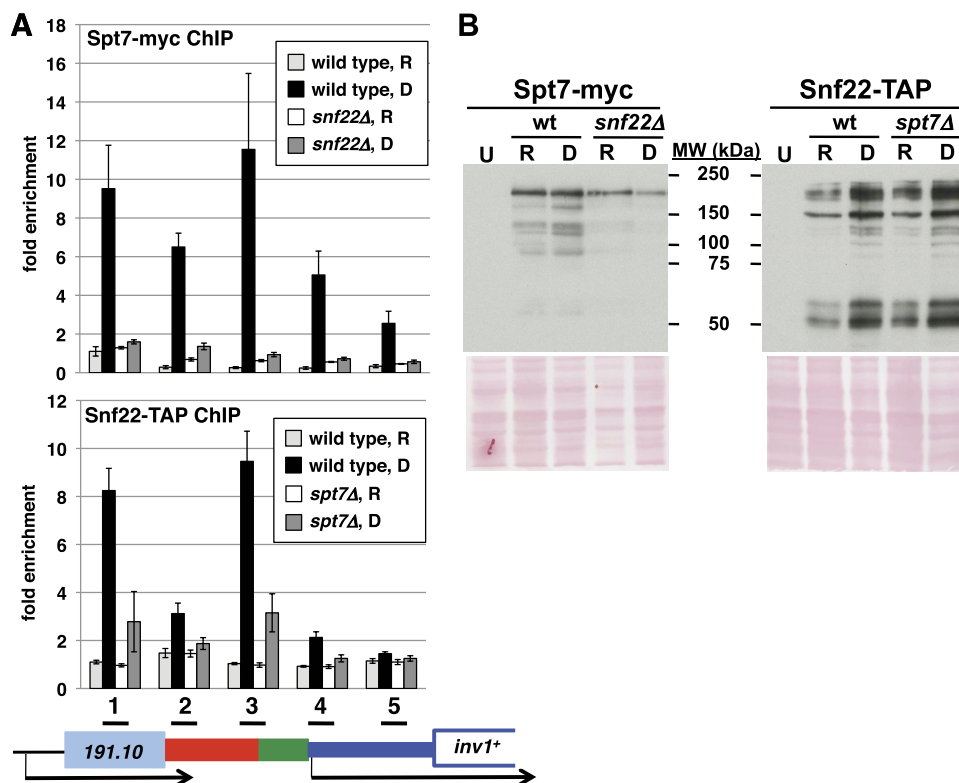 A
Spt7-myc ChIP
fold enrichment
18
16
14
12
10
8
6
4
2
0
wild type, R
wild type, D
snf22Δ, R
snf22Δ, D
Snf22-TAP ChIP
fold enrichment
12
10
8
6
4
2
0
wild type, R
wild type, D
spt7Δ, R
spt7Δ, D
1 2 3 4 5
191.10 inv1+
B
Spt7-myc Snf22-TAP
wt snf22Δ wt spt7Δ
U R D R D MW (kDa) U R D R D
250
150
100
75
50